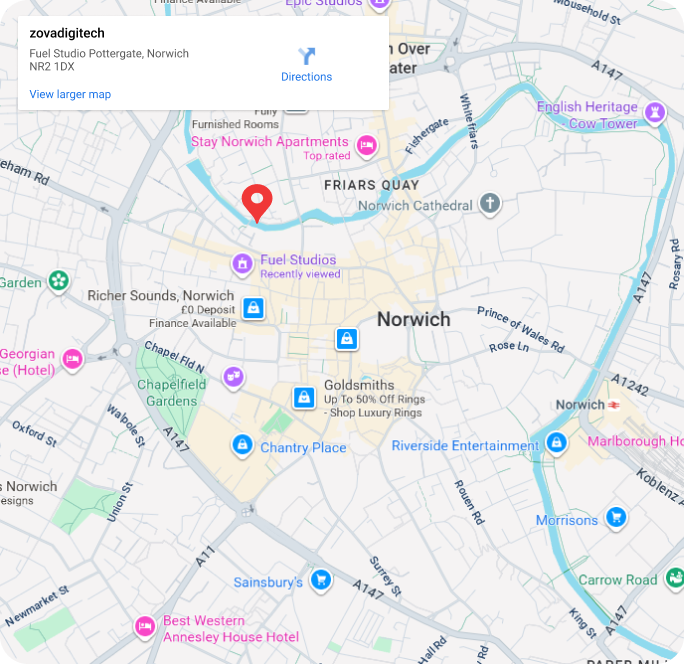 Finance Available
Epic Studios
Mousehold St
zovadigitech
Fuel Studio Pottergate, Norwich
NR2 1DX
Directions
View larger map
n Over
ater
A147
English Heritage
- Cow Tower
Fully
Furnished Rooms
Whitefriars
Fishergate
Stay Norwich Apartments
Top rated
eham Rd
FRIARS QUAY
Norwich Cathedral
Rosary Rd
Fuel Studios
Recently viewed
Garden
A147
Richer Sounds, Norwich
£0 Deposit
Finance Available
Norwich
Prince of Wales Rd
Rose Ln
Georgian
se (Hotel)
Chapel Fld N
Chapelfield
Gardens
Goldsmiths
Up To 50% Off Rings
- Shop Luxury Rings
A1242
Norwich
Walpole St
Oxford St
A147
Chantry Place
Riverside Entertainment
Marlborough Ho
Koblenz A
s Norwich
esigns
Union St
Rouen Rd
Morrisons
A11
Surrey St
Sainsbury's
A147
Carrow Road
Newmarket St
King St
A147
Best Western
Annesley House Hotel
Hall Rd